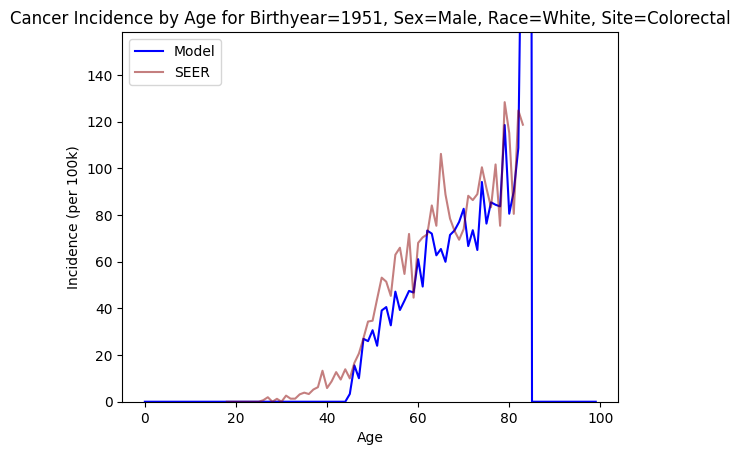 Cancer Incidence by Age for Birthyear=1951, Sex=Male, Race=White, Site=Colorectal
Model
SEER
Incidence (per 100k)
140
120
100
80
60
40
20
0
0 20 40 60 80 100
Age